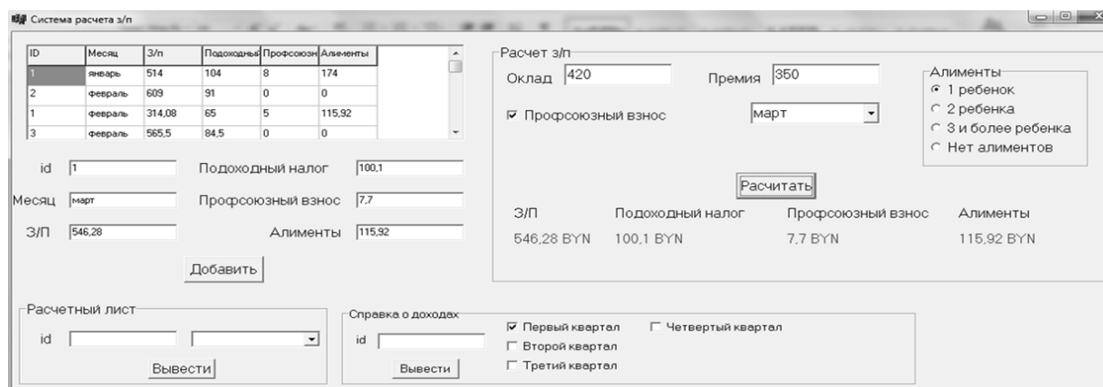 Система расчета з/п
ID Месяц З/п Подоходный Профсоюзн Алименты
1 январь 514 104 8 174
2 февраль 609 91 0 0
1 февраль 314,08 65 5 115,92
3 февраль 565,5 84,5 0 0
id 1 Подоходный налог 100,1
Месяц март Профсоюзный взнос 7,7
З/П 546,28 Алименты 115,92
Добавить
Расчет з/п
Оклад 420 Премия 350
Профсоюзный взнос март
Алименты
1 ребенок
2 ребенка
3 и более ребенка
Нет алиментов
Расчитать
З/П Подоходный налог Профсоюзный взнос Алименты
546,28 BYN 100,1 BYN 7,7 BYN 115,92 BYN
Расчетный лист
id
Вывести
Справка о доходах
id
Вывести
Первый квартал Четвертый квартал
Второй квартал
Третий квартал